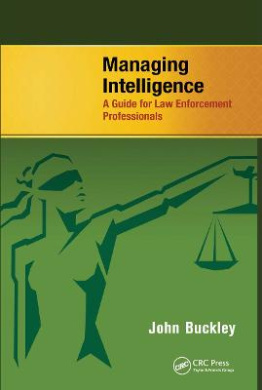 Managing
Intelligence
A Guide for Law Enforcement
Professionals
John Buckley
CRC Press
Taylor & Francis Group